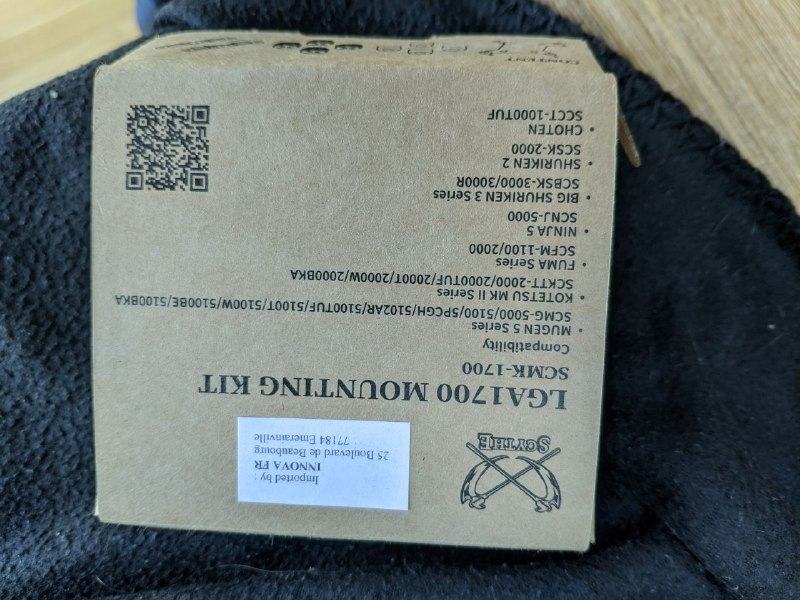 SCYTHE
Imported by :
INNOVA FR
25 Boulevard de Beaubourg
77184 Emerainville
LGA1700 MOUNTING KIT
SCMK-1700
Compatibility
• MUGEN 5 Series
SCMG-5000/5100/5PCGH/5102AR/5100TUF/5100T/5100W/5100BE/5100BKA
• KOTETSU MK II Series
SCKTT-2000/2000TUF/2000T/2000W/2000BKA
• FUMA Series
SCFM-1100/2000
• NINJA 5
SCNJ-5000
• BIG SHURIKEN 3 Series
SCBSK-3000/3000R
• SHURIKEN 2
SCSK-2000
• CHOTEN
SCCT-1000TUF
CONTENT